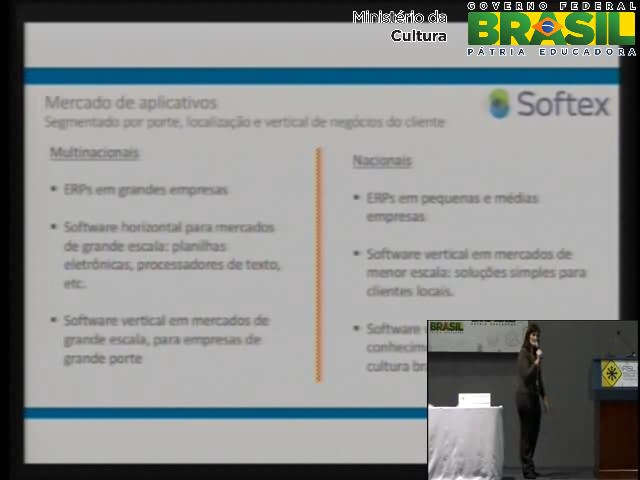 Ministério da
Cultura
GOVERNO FEDERAL
BRASIL
PÁTRIA EDUCADORA
Mercado de aplicativos
Segmentado por porte, localização e vertical de negócios do cliente
Softex
Multinacionais
ERPs em grandes empresas
Software horizontal para mercados
de grande escala: planilhas
eletrônicas, processadores de texto,
etc.
Software vertical em mercados de
grande escala, para empresas de
grande porte
Nacionais
ERPs em pequenas e médias
empresas
Software vertical em mercados de
menor escala: soluções simples para
clientes locais.
Software
conhecim
cultura br
BRASIL